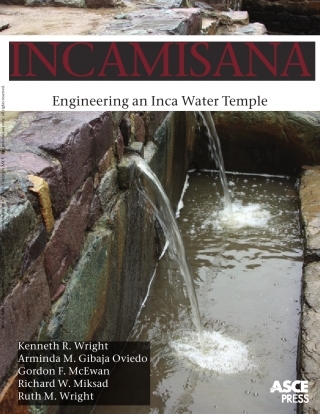 INCAMISANA
Engineering an Inca Water Temple
Kenneth R. Wright
Arminda M. Gibaja Oviedo
Gordon F. McEwan
Richard W. Miksad
Ruth M. Wright
ASCE
PRESS